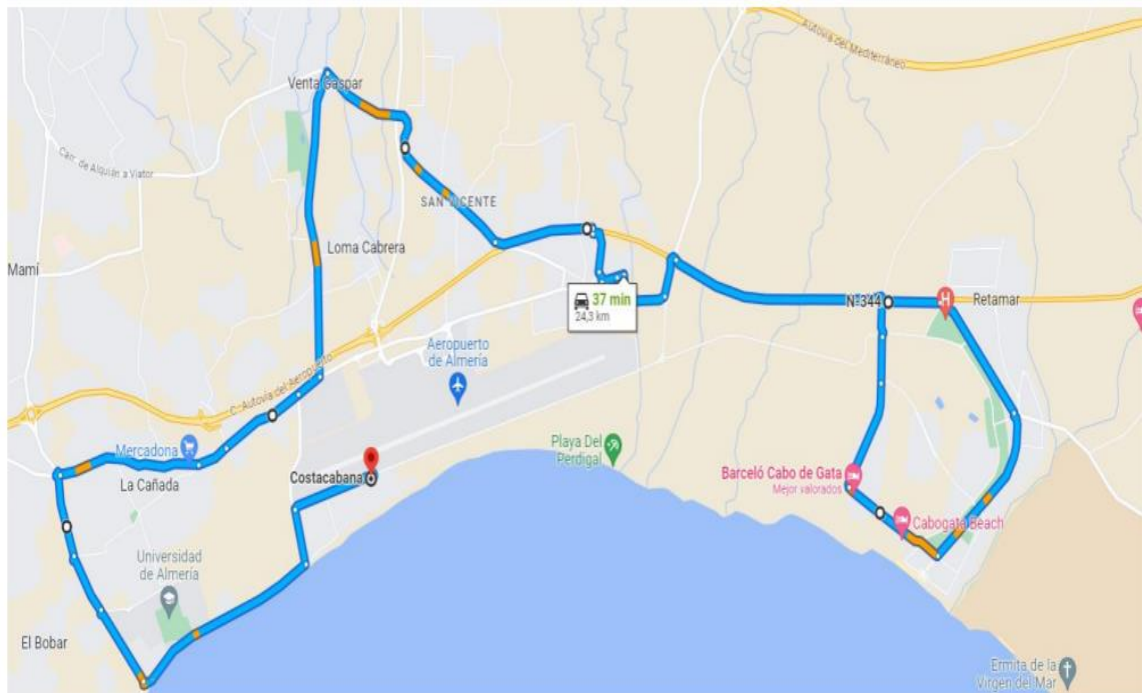 Autovía del Mediterráneo
Venta Gaspar
Carr. de Alquián a Viator
SAN VICENTE
Mamí
Loma Cabrera
37 min
24,3 km
N-344
Retamar
Aeropuerto
de Almería
C. Autovía del Aeropuerto
Mercadona
La Cañada
Costacabana
Playa Del
Perdigal
Barceló Cabo de Gata
Mejor valorados
Cabogata Beach
Universidad
de Almería
El Bobar
Ermita de la
Virgen del Mar